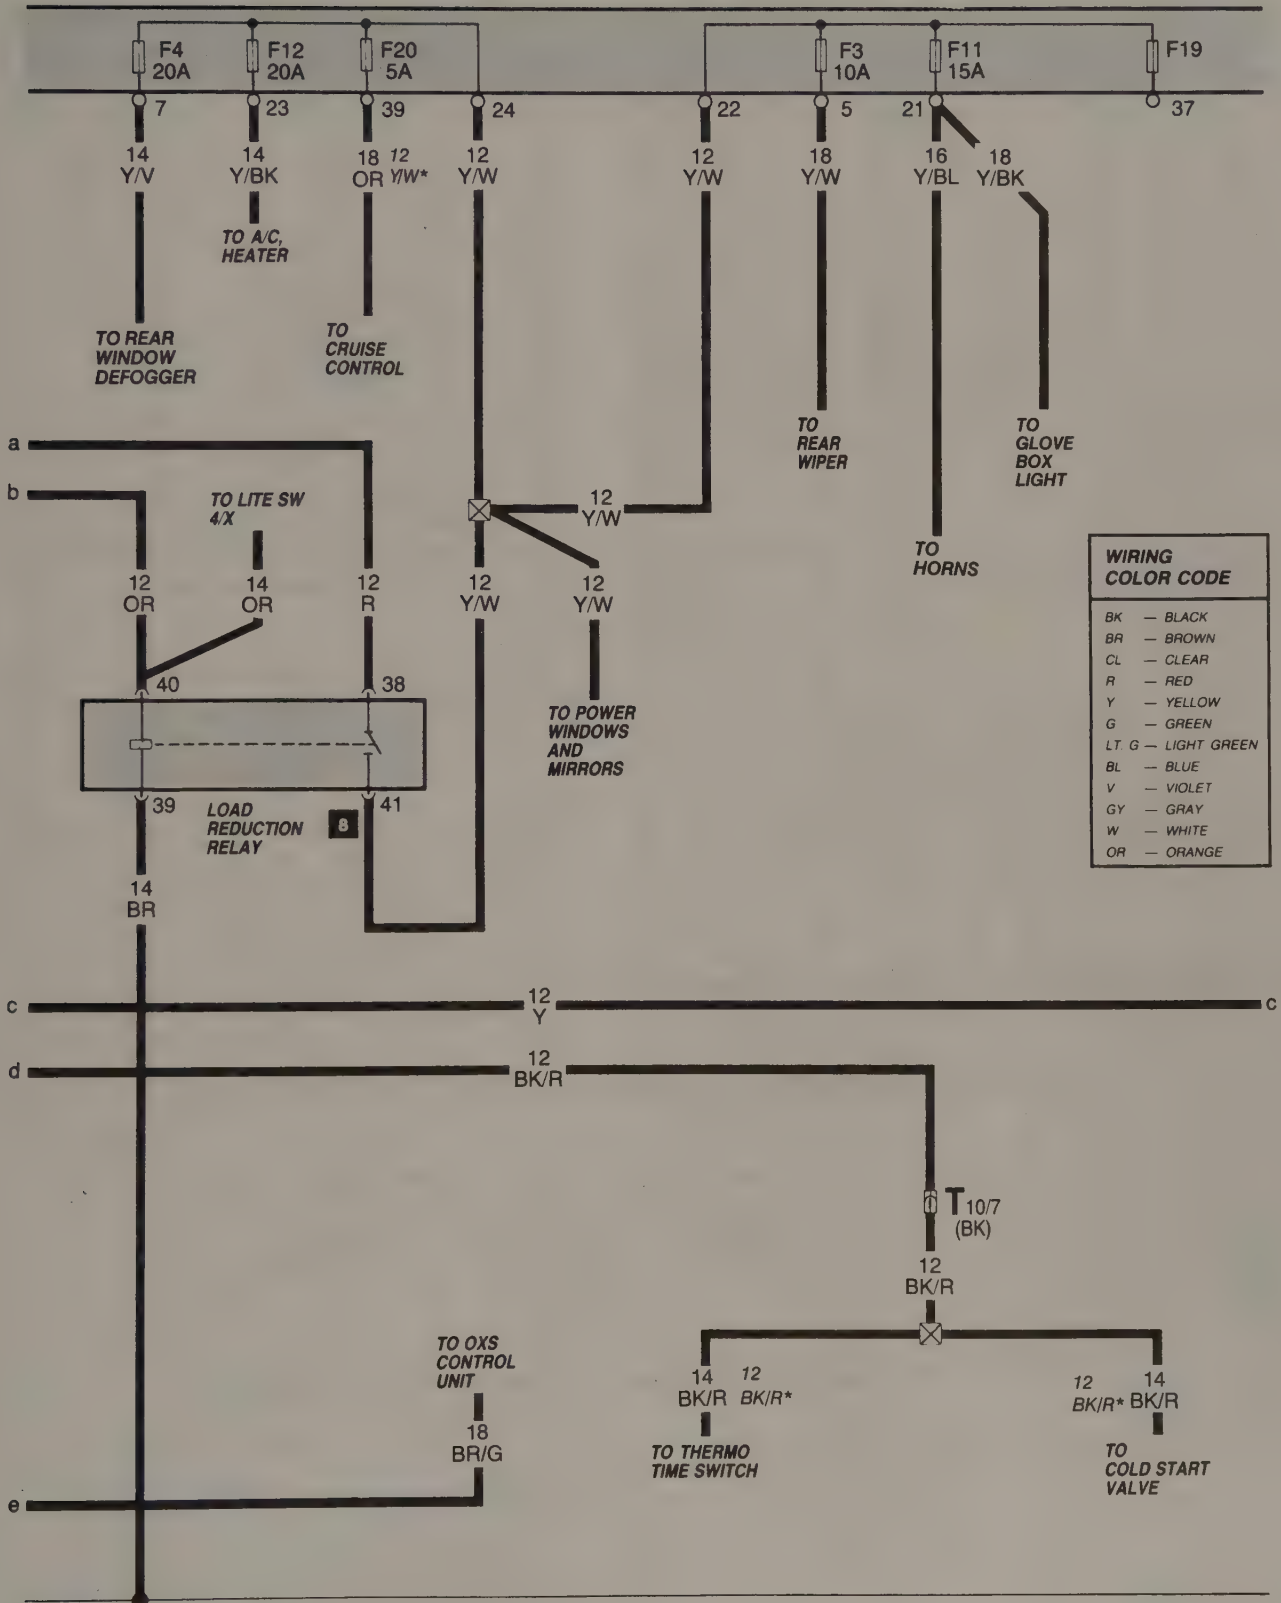 F4
20A
F12
20A
F20
5A
F3
10A
F11
15A
F19
7
23
39
24
22
5
21
37
14
Y/V
14
Y/BK
18
OR
12
Y/W*
12
Y/W
12
Y/W
18
Y/W
16
Y/BL
18
Y/BK
TO A/C,
HEATER
TO REAR
WINDOW
DEFOGGER
TO
CRUISE
CONTROL
TO
REAR
WIPER
TO
GLOVE
BOX
LIGHT
a
b
TO LITE SW
4/X
12
Y/W
TO
HORNS
12
OR
14
OR
12
R
12
Y/W
12
Y/W
40
38
TO POWER
WINDOWS
AND
MIRRORS
39
41
LOAD
REDUCTION
RELAY
8
14
BR
WIRING
COLOR CODE
BK — BLACK
BR — BROWN
CL — CLEAR
R — RED
Y — YELLOW
G — GREEN
LT. G — LIGHT GREEN
BL — BLUE
V — VIOLET
GY — GRAY
W — WHITE
OR — ORANGE
c
12
Y
c
d
12
BK/R
T 10/7
(BK)
12
BK/R
TO OXS
CONTROL
UNIT
18
BR/G
14
BK/R
12
BK/R*
12
BK/R*
14
BK/R
TO THERMO
TIME SWITCH
TO
COLD START
VALVE
e